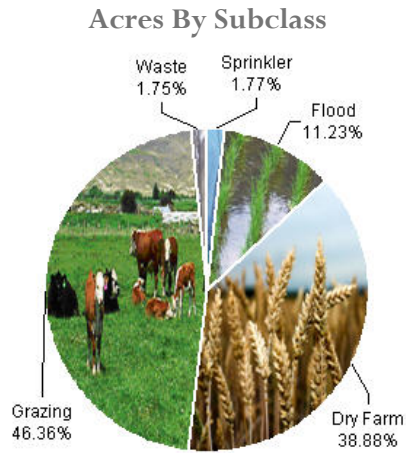 Acres By Subclass
Waste
1.75%
Sprinkler
1.77%
Flood
11.23%
Grazing
46.36%
Dry Farm
38.88%